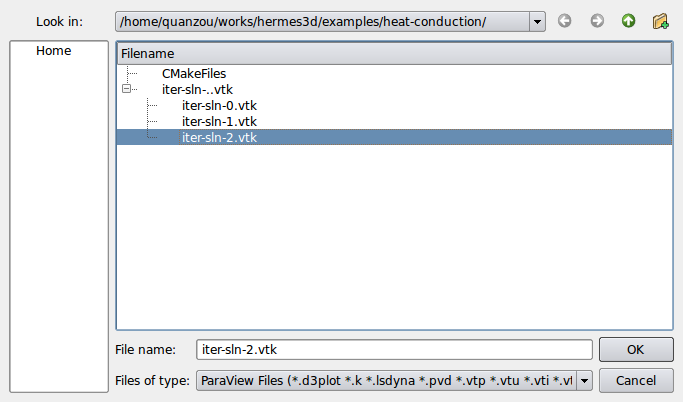 Look in: /home/quanzou/works/hermes3d/examples/heat-conduction/
Home
Filename
CMakeFiles
iter-sln-..vtk
iter-sln-0.vtk
iter-sln-1.vtk
iter-sln-2.vtk
File name: iter-sln-2.vtk OK
Files of type: ParaView Files (*.d3plot *.k *.lsdyna *.pvd *.vtp *.vtu *.vti *.vt Cancel